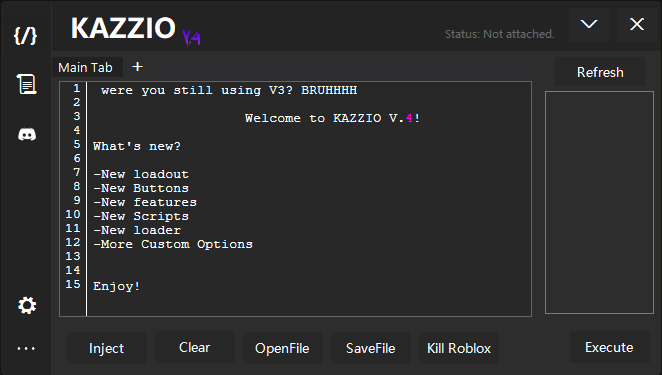 {/}
KAZZIO V.4
Status: Not attached.
Main Tab +
Refresh
1 were you still using V3? BRUHHHH
2
3 Welcome to KAZZIO V.4!
4
5 What's new?
6
7 -New loadout
8 -New Buttons
9 -New features
10 -New Scripts
11 -New loader
12 -More Custom Options
13
14
15 Enjoy!
Inject
Clear
OpenFile
SaveFile
Kill Roblox
Execute